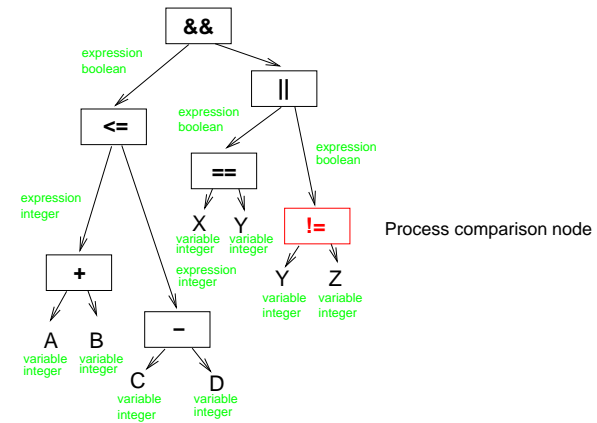 &&
expression
boolean
||
<=
expression
boolean
expression
boolean
==
expression
integer
X Y
variable variable
integer integer
!=
Process comparison node
+
expression
integer
Y Z
variable variable
integer integer
A B
variable variable
integer integer
−
C D
variable variable
integer integer